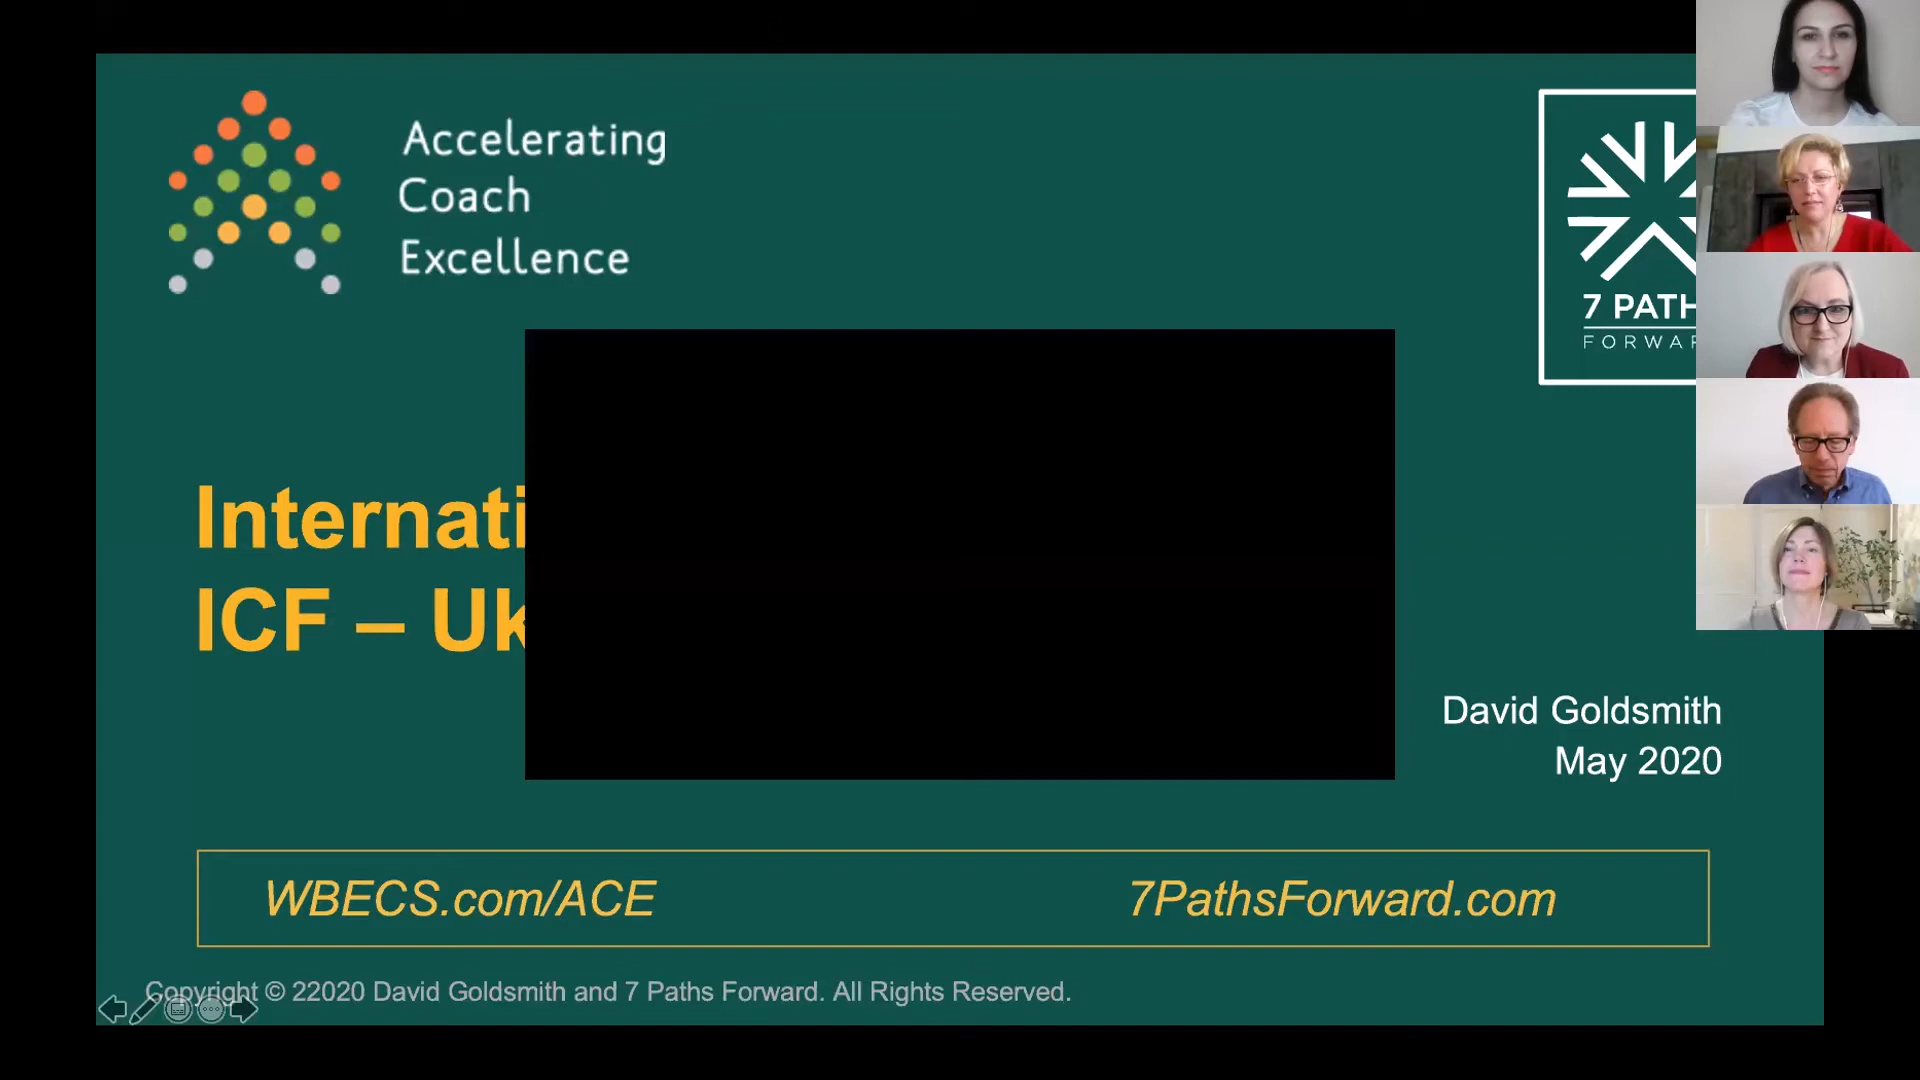 Accelerating
Coach
Excellence
7 PATH
FORWAR
Internati
ICF – Uk
David Goldsmith
May 2020
WBECS.com/ACE
7PathsForward.com
Copyright © 22020 David Goldsmith and 7 Paths Forward. All Rights Reserved.